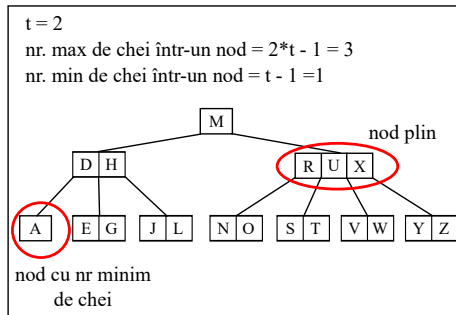 t = 2
nr. max de chei într-un nod = 2*t - 1 = 3
nr. min de chei într-un nod = t - 1 =1
M
nod plin
D H
R U X
A
E G
J L
N O
S T
V W
Y Z
nod cu nr minim
de chei